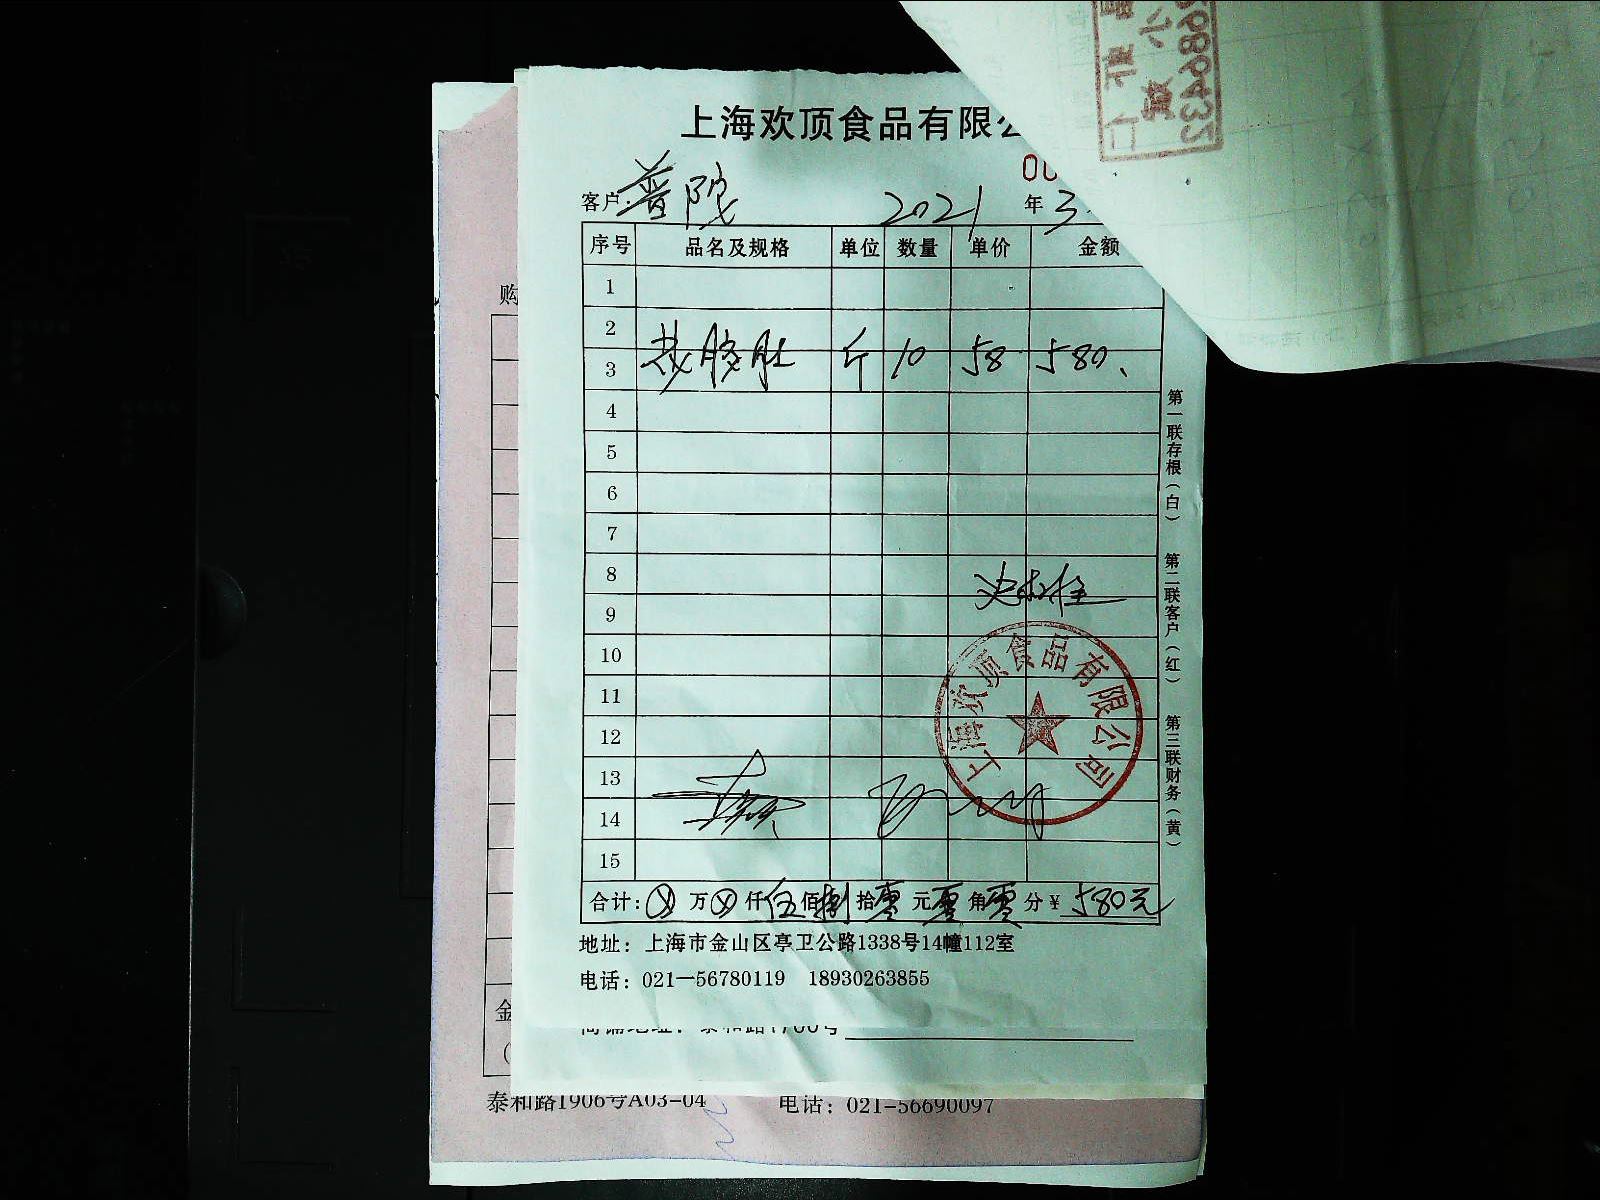 上海欢顶食品有限
00
客户：普陀 2021 年 3
序号 品名及规格 单位 数量 单价 金额
1
2
3 斤 10 58 580
4
5
6
7
8
9
10
11
12
13
14
15
合计： 万 仟伍佰捌拾零元零角零分￥580元
地址：上海市金山区亭卫公路1338号14幢112室
电话：021—56780119 18930263855
第一联存根（白） 第二联客户（红） 第三联财务（黄）
上海欢顶食品有限公司
购
金
泰和路1906号A03-04 电话：021-56690097